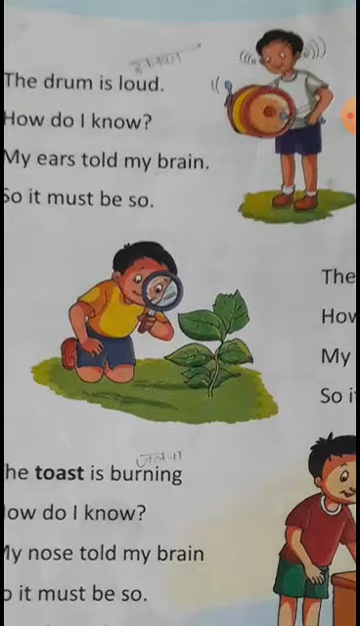 The drum is loud.
How do I know?
My ears told my brain.
So it must be so.
The
How
My
So i
he toast is burning
ow do I know?
My nose told my brain
o it must be so.